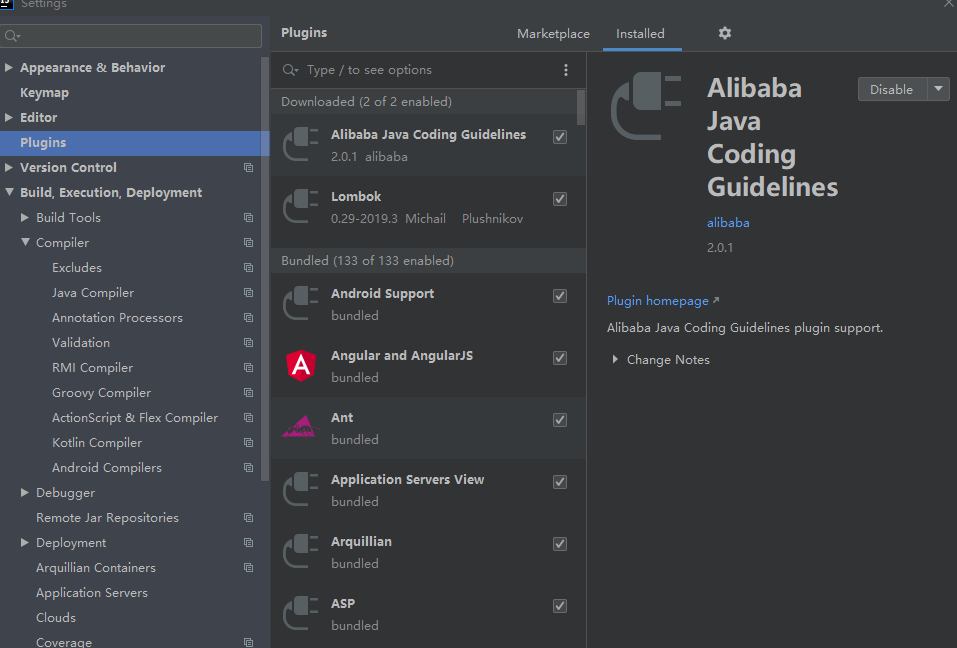 Settings
Appearance & Behavior
Keymap
Editor
Plugins
Version Control
Build, Execution, Deployment
Build Tools
Compiler
Excludes
Java Compiler
Annotation Processors
Validation
RMI Compiler
Groovy Compiler
ActionScript & Flex Compiler
Kotlin Compiler
Android Compilers
Debugger
Remote Jar Repositories
Deployment
Arquillian Containers
Application Servers
Clouds
Coverage
Plugins
Marketplace
Installed
Type / to see options
Downloaded (2 of 2 enabled)
Alibaba Java Coding Guidelines
2.0.1 alibaba
Lombok
0.29-2019.3 Michail Plushnikov
Bundled (133 of 133 enabled)
Android Support
bundled
Angular and AngularJS
bundled
Ant
bundled
Application Servers View
bundled
Arquillian
bundled
ASP
bundled
Alibaba
Java
Coding
Guidelines
Disable
alibaba
2.0.1
Plugin homepage
Alibaba Java Coding Guidelines plugin support.
Change Notes